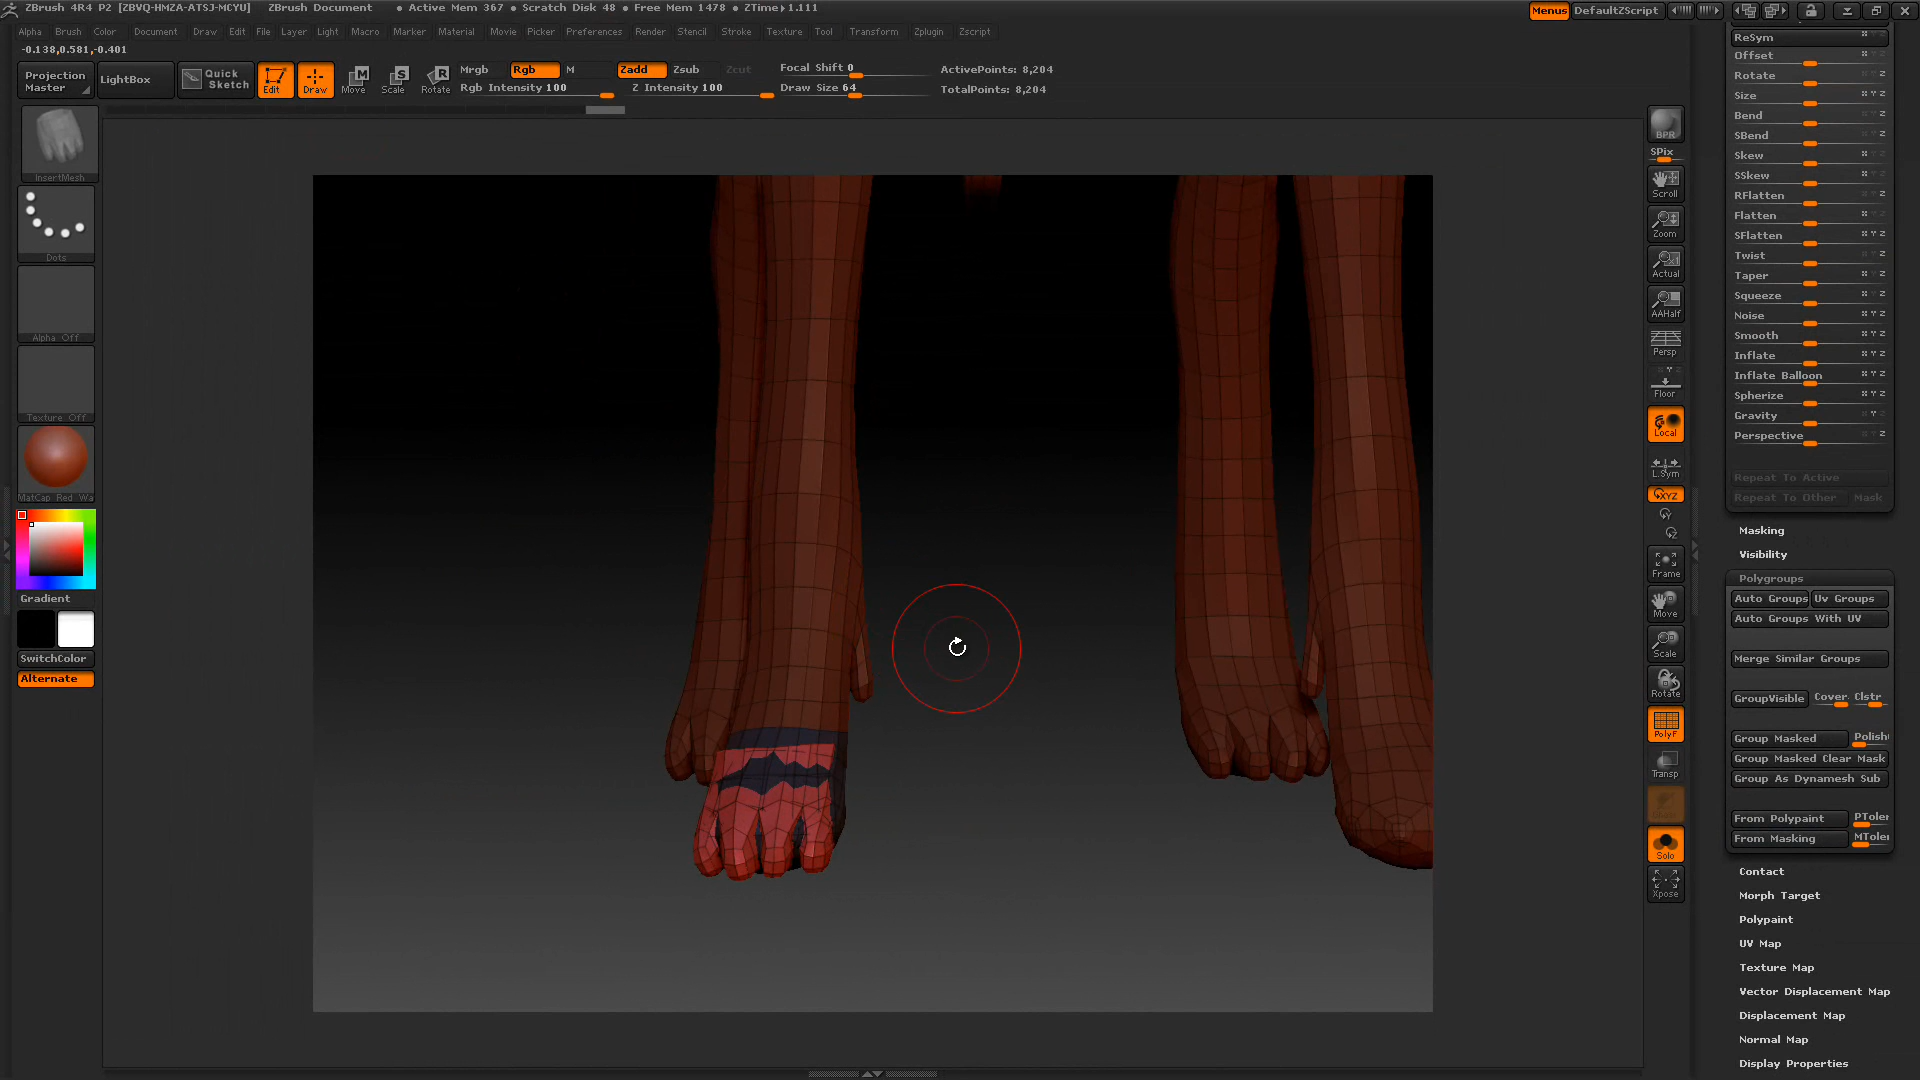 ZBrush 4R4 P2 [ZBVQ-HMZA-ATSJ-MCYU] ZBrush Document • Active Mem 367 • Scratch Disk 48 • Free Mem 1478 • ZTime▸1.111 Menus DefaultZScript
Alpha Brush Color Document Draw Edit File Layer Light Macro Marker Material Movie Picker Preferences Render Stencil Stroke Texture Tool Transform Zplugin Zscript
-0.138,0.581,-0.401
Projection Master
LightBox
Quick Sketch
Edit
Draw
Move
Scale
Rotate
Mrgb Rgb M
Rgb Intensity 100
Zadd Zsub Zcut
Z Intensity 100
Focal Shift 0
Draw Size 64
ActivePoints: 8,204
TotalPoints: 8,204
InsertMesh
Dots
Alpha Off
Texture Off
MatCap Red Wa
Gradient
SwitchColor
Alternate
BPR
SPix
Scroll
Zoom
Actual
AAHalf
Persp
Floor
Local
L.Sym
XYZ
Frame
Move
Scale
Rotate
PolyF
Transp
Solo
Xpose
ReSym
Offset
Rotate
Size
Bend
SBend
Skew
SSkew
RFlatten
Flatten
SFlatten
Twist
Taper
Squeeze
Noise
Smooth
Inflate
Inflate Balloon
Spherize
Gravity
Perspective
Repeat To Active
Repeat To Other Mask
Masking
Visibility
Polygroups
Auto Groups Uv Groups
Auto Groups With UV
Merge Similar Groups
GroupVisible Cover. Clstr
Group Masked Polish
Group Masked Clear Mask
Group As Dynamesh Sub
From Polypaint PToler
From Masking MToler
Contact
Morph Target
Polypaint
UV Map
Texture Map
Vector Displacement Map
Displacement Map
Normal Map
Display Properties